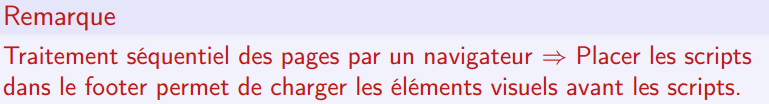 Remarque
Traitement séquentiel des pages par un navigateur ⇒ Placer les scripts
dans le footer permet de charger les éléments visuels avant les scripts.